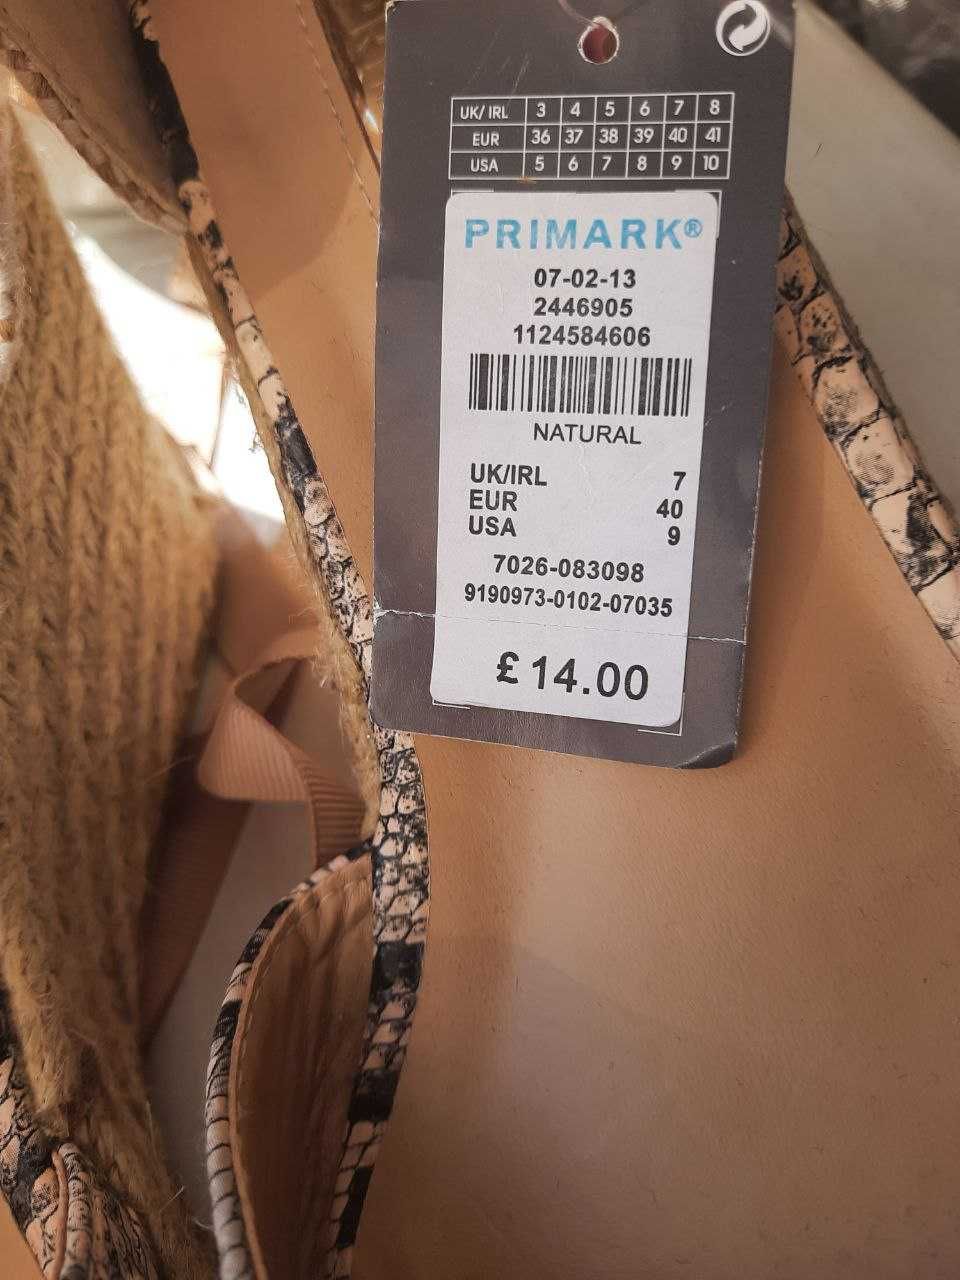 UK/ IRL 3 4 5 6 7 8
EUR 36 37 38 39 40 41
USA 5 6 7 8 9 10
PRIMARK®
07-02-13
2446905
1124584606
NATURAL
UK/IRL 7
EUR 40
USA 9
7026-083098
9190973-0102-07035
£14.00